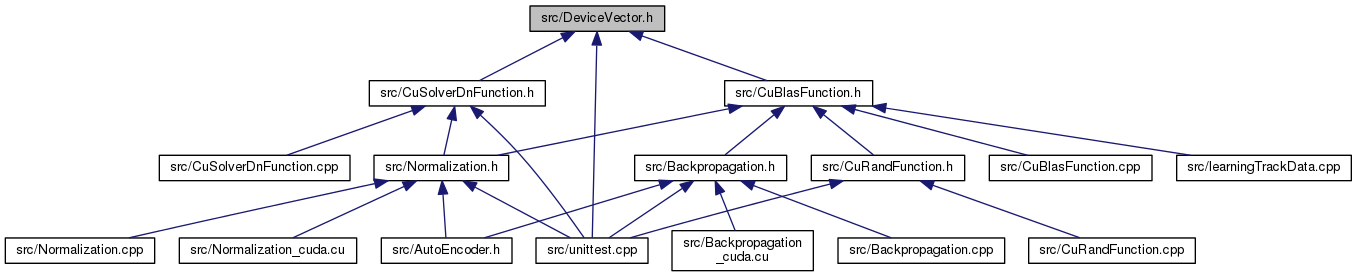 src/DeviceVector.h
src/CuSolverDnFunction.h
src/CuBlasFunction.h
src/CuSolverDnFunction.cpp
src/Normalization.h
src/Backpropagation.h
src/CuRandFunction.h
src/CuBlasFunction.cpp
src/learningTrackData.cpp
src/Normalization.cpp
src/Normalization_cuda.cu
src/AutoEncoder.h
src/unittest.cpp
src/Backpropagation
_cuda.cu
src/Backpropagation.cpp
src/CuRandFunction.cpp